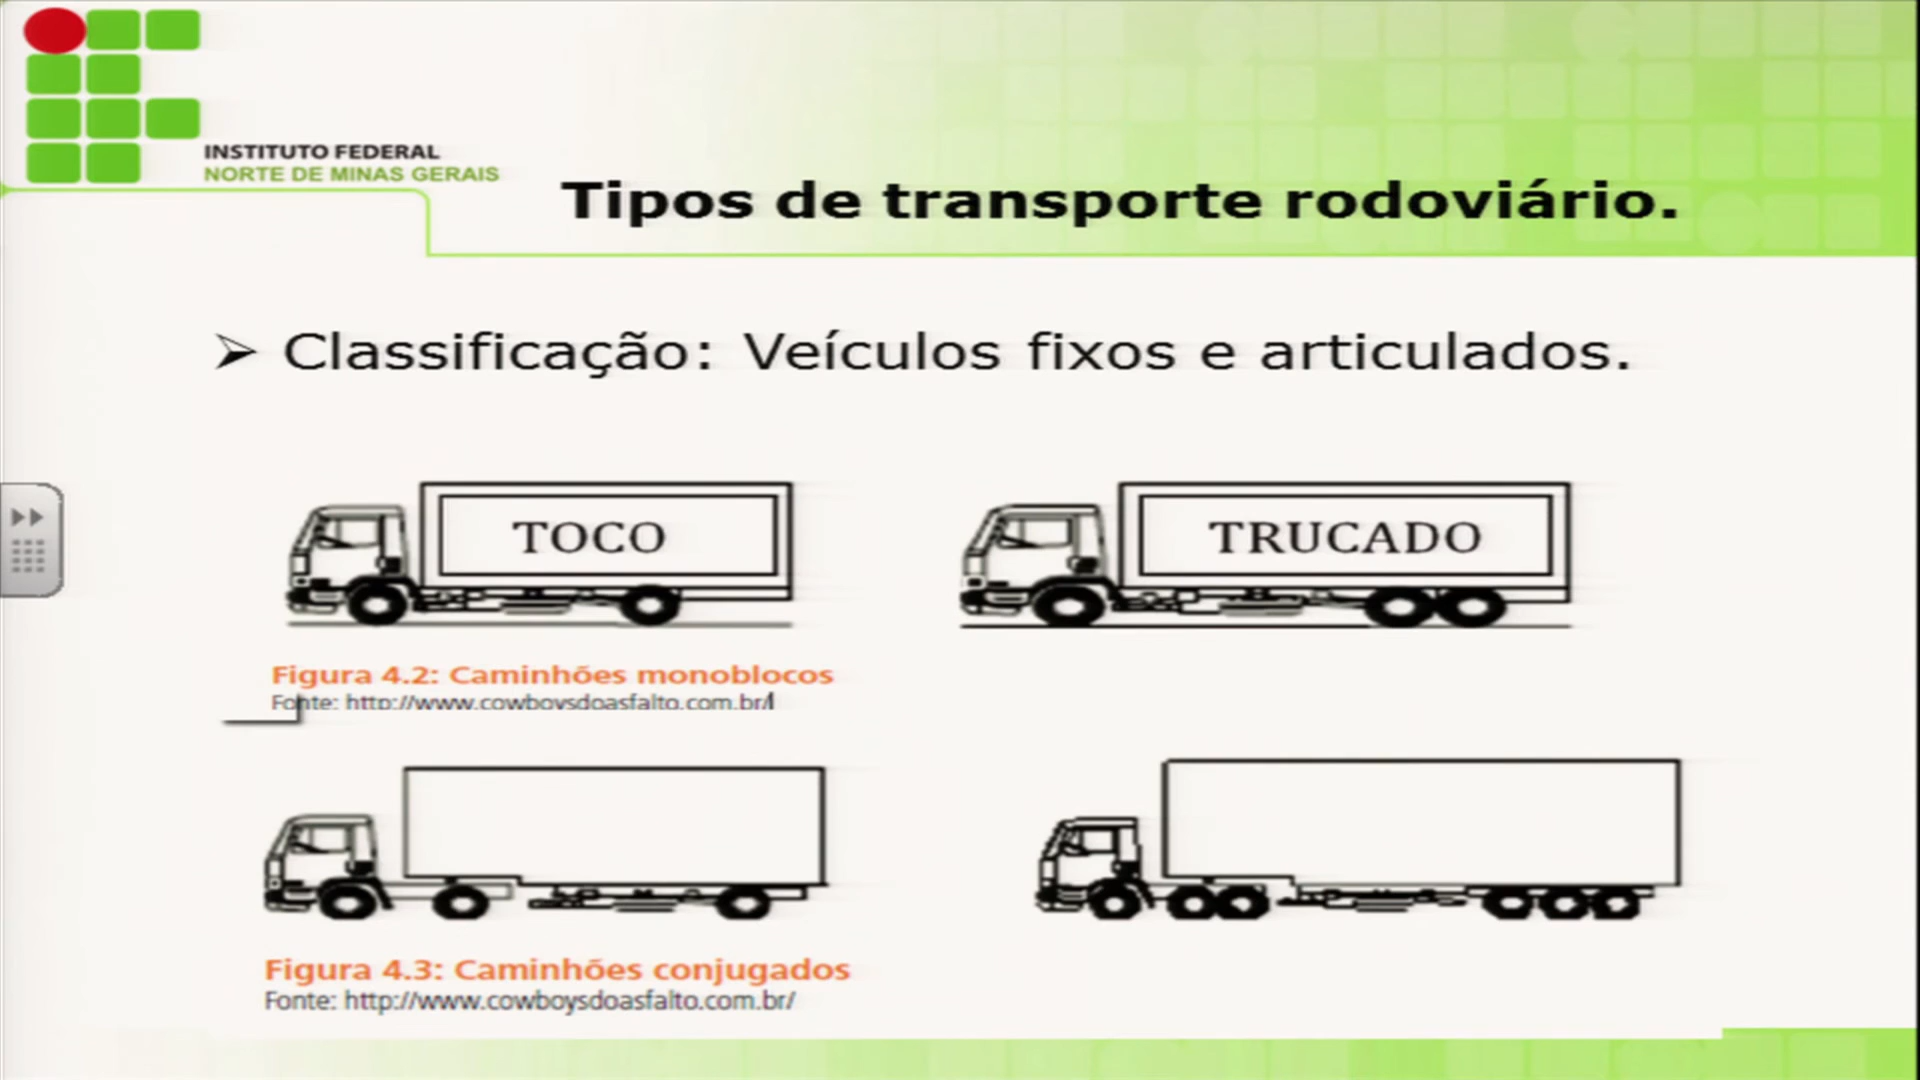 INSTITUTO FEDERAL
NORTE DE MINAS GERAIS
Tipos de transporte rodoviário.
Classificação: Veículos fixos e articulados.
TOCO
TRUCADO
Figura 4.2: Caminhões monoblocos
Fonte: http://www.cowboysdoasfalto.com.br/
Figura 4.3: Caminhões conjugados
Fonte: http://www.cowboysdoasfalto.com.br/